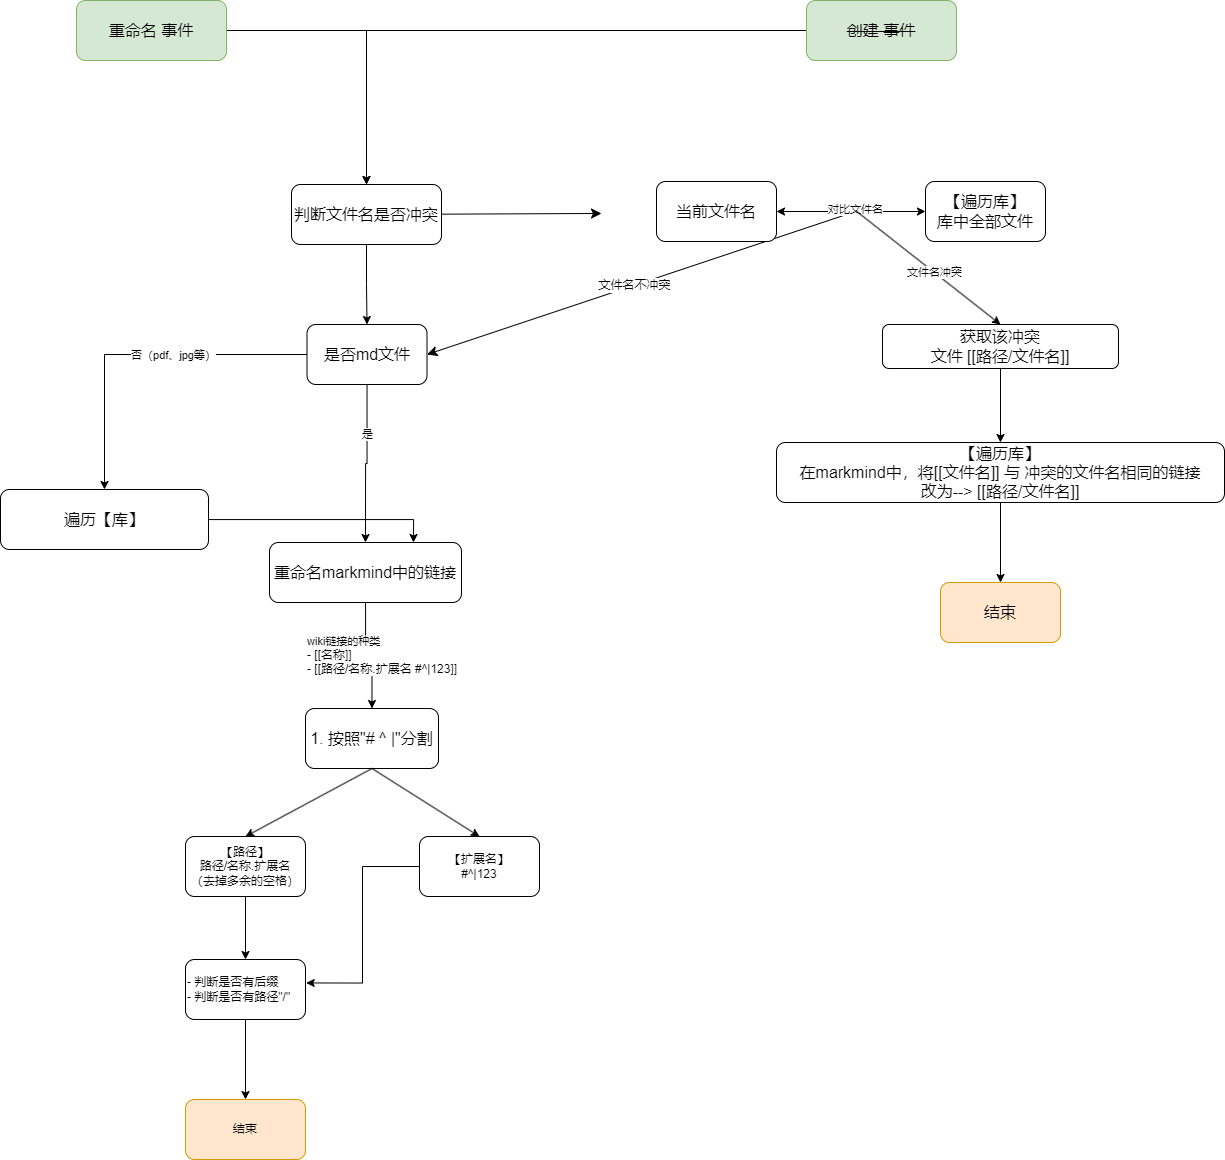 重命名 事件
创建 事件
判断文件名是否冲突
当前文件名
对比文件名
【遍历库】
库中全部文件
文件名不冲突
文件名冲突
是否md文件
否（pdf、jpg等）
获取该冲突
文件 [[路径/文件名]]
是
【遍历库】
在markmind中，将[[文件名]] 与 冲突的文件名相同的链接
改为--> [[路径/文件名]]
遍历【库】
重命名markmind中的链接
结束
wiki链接的种类
- [[名称]]
- [[路径/名称.扩展名 #^|123]]
1. 按照"# ^ |"分割
【路径】
路径/名称.扩展名
（去掉多余的空格）
【扩展名】
#^|123
- 判断是否有后缀
- 判断是否有路径"/"
结束